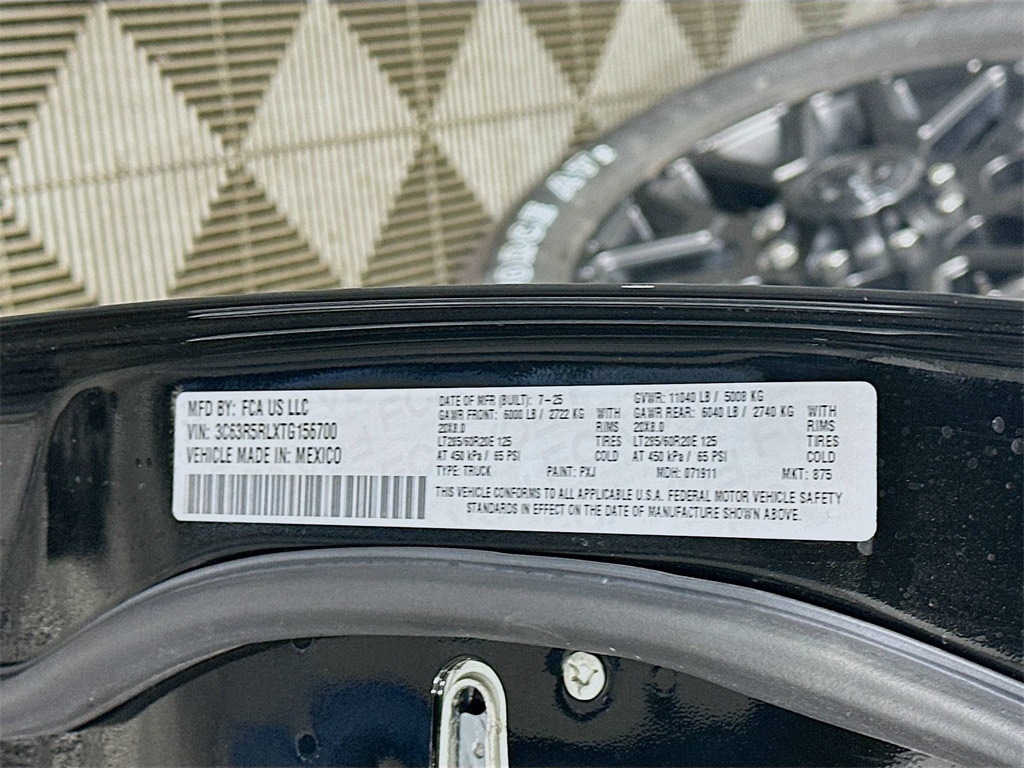 MFD BY: FCA US LLC
VIN: 3C63R5RLXTG156700
VEHICLE MADE IN: MEXICO
DATE OF MFR (BUILT): 7-25 GVWR: 11040 LB / 5008 KG
GAWR FRONT: 6000 LB / 2722 KG WITH GAWR REAR: 6040 LB / 2740 KG WITH
20X8.0 RIMS 20X8.0 RIMS
LT285/60R20E 125 TIRES LT285/60R20E 125 TIRES
AT 450 kPa / 65 PSI COLD AT 450 kPa / 65 PSI COLD
TYPE: TRUCK PAINT: PXJ MDH: 071911 MKT: 875
THIS VEHICLE CONFORMS TO ALL APPLICABLE U.S.A. FEDERAL MOTOR VEHICLE SAFETY
STANDARDS IN EFFECT ON THE DATE OF MANUFACTURE SHOWN ABOVE.